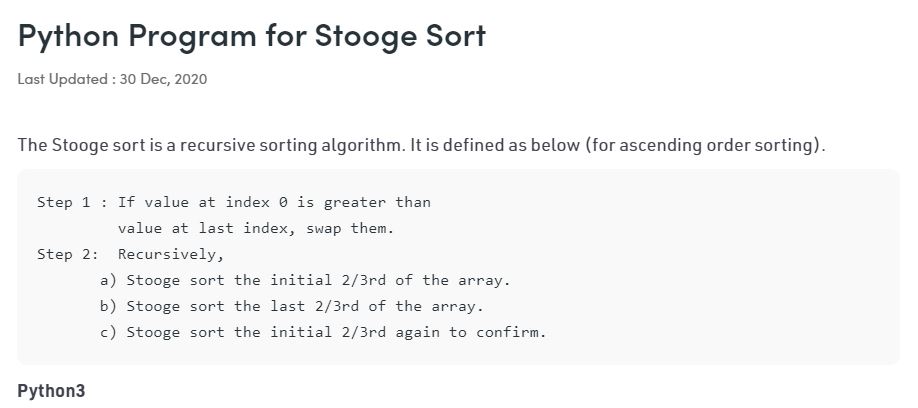 Python Program for Stooge Sort
Last Updated : 30 Dec, 2020
The Stooge sort is a recursive sorting algorithm. It is defined as below (for ascending order sorting).
Step 1 : If value at index 0 is greater than
value at last index, swap them.
Step 2: Recursively,
a) Stooge sort the initial 2/3rd of the array.
b) Stooge sort the last 2/3rd of the array.
c) Stooge sort the initial 2/3rd again to confirm.
Python3